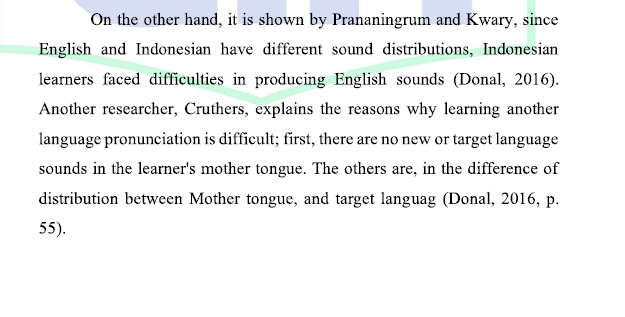 On the other hand, it is shown by Prananingrum and Kwary, since
English and Indonesian have different sound distributions, Indonesian
learners faced difficulties in producing English sounds (Donal, 2016).
Another researcher, Cruthers, explains the reasons why learning another
language pronunciation is difficult; first, there are no new or target language
sounds in the learner's mother tongue. The others are, in the difference of
distribution between Mother tongue, and target languag (Donal, 2016, p.
55).